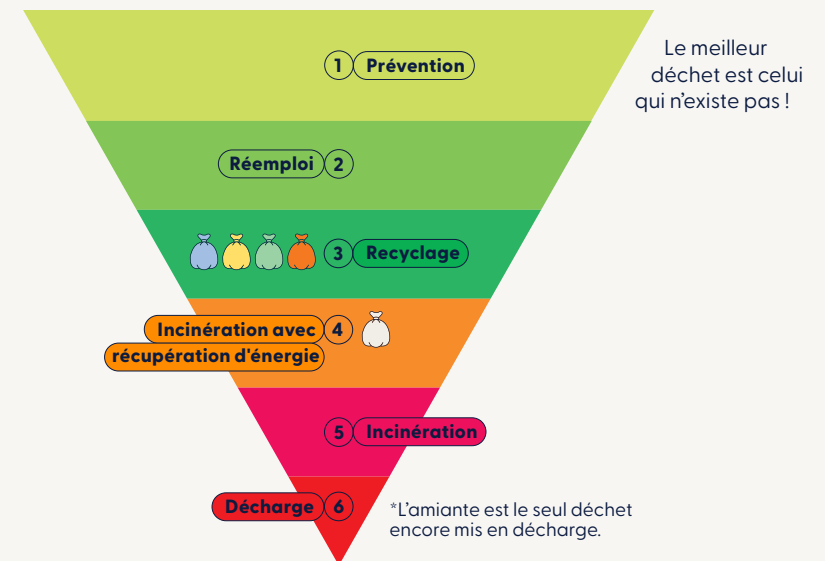 1 Prévention
Le meilleur
déchet est celui
qui n'existe pas !
Réemploi 2
3 Recyclage
Incinération avec 4
récupération d'énergie
5 Incinération
Décharge 6
*L'amiante est le seul déchet
encore mis en décharge.